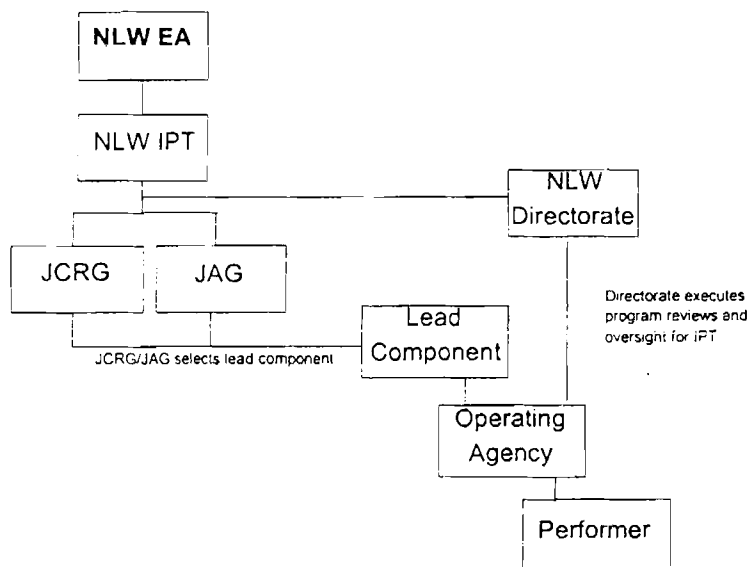 NLW EA
NLW IPT
NLW
Directorate
JCRG
JAG
Directorate executes
program reviews and
oversight for IPT
Lead
Component
JCRG/JAG selects lead component
Operating
Agency
Performer